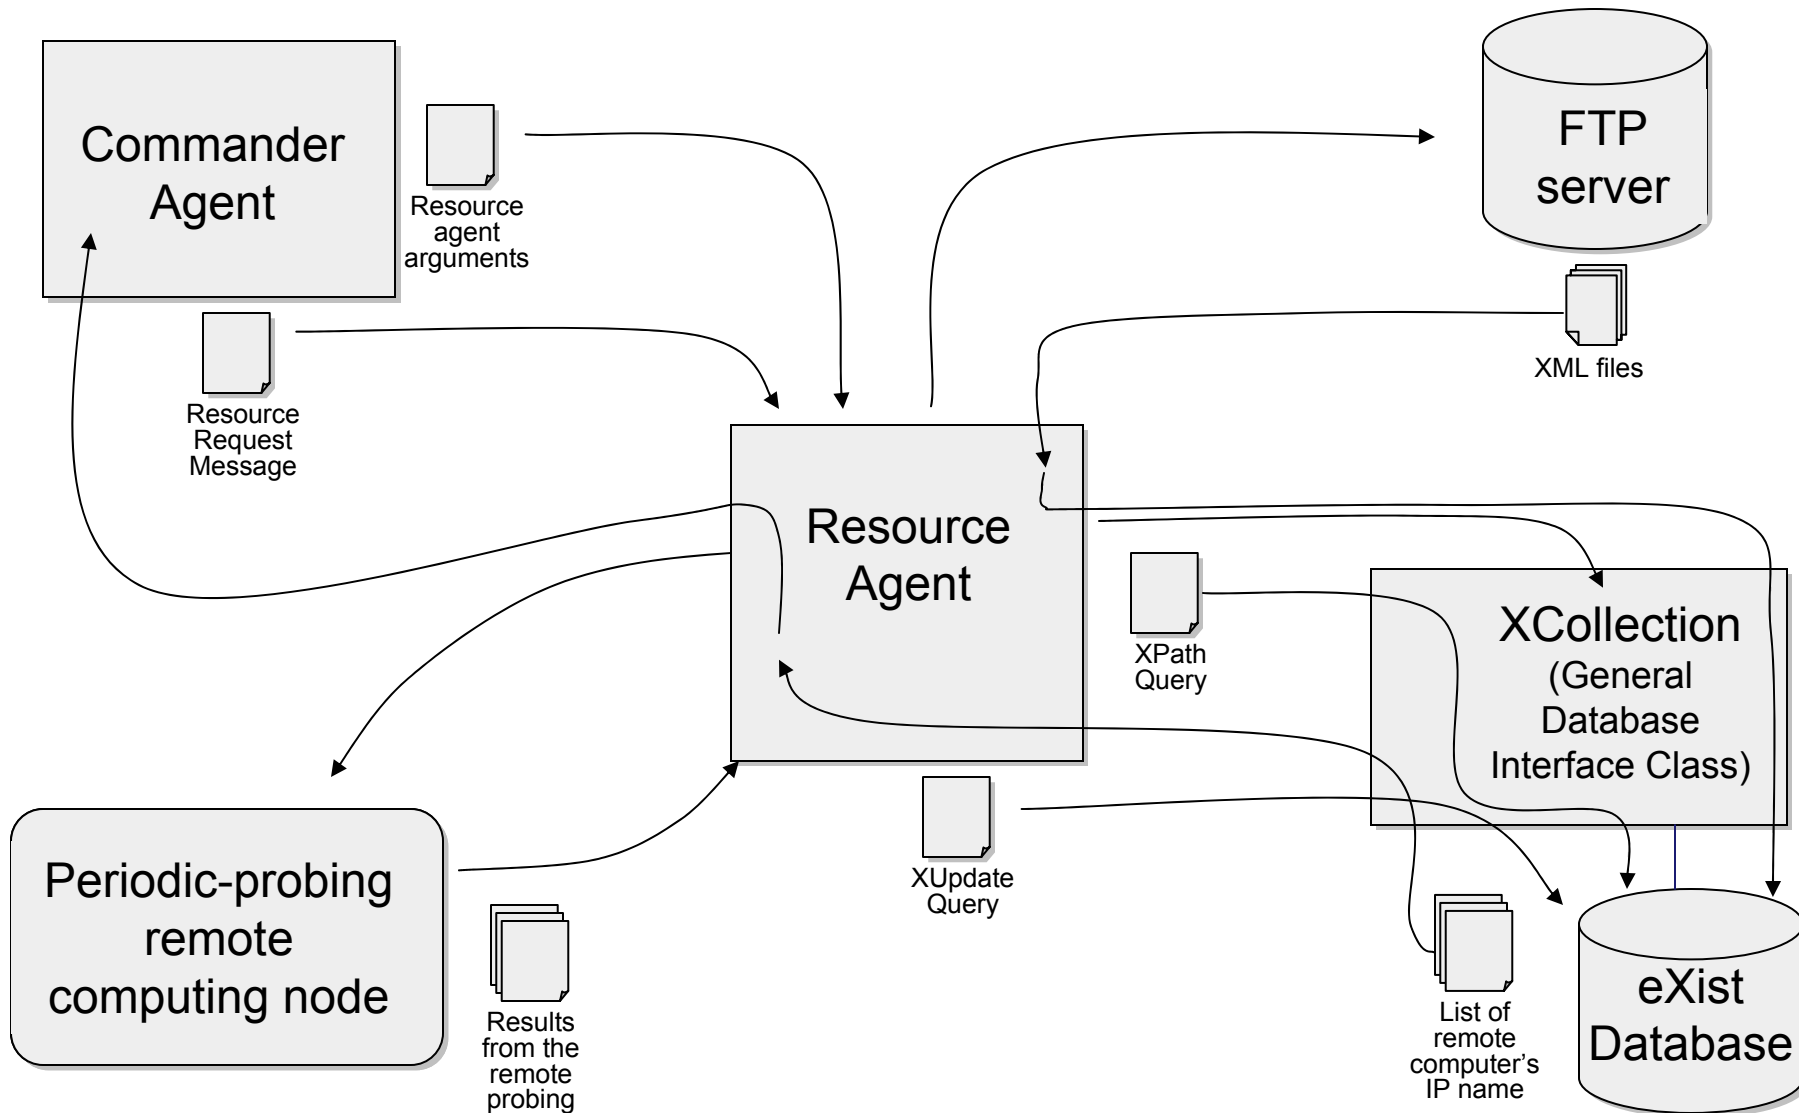 Commander
Agent
Resource
agent
arguments
Resource
Request
Message
FTP
server
XML files
Resource
Agent
XPath
Query
XCollection
(General
Database
Interface Class)
XUpdate
Query
Periodic-probing
remote
computing node
Results
from the
remote
probing
List of
remote
computer's
IP name
eXist
Database